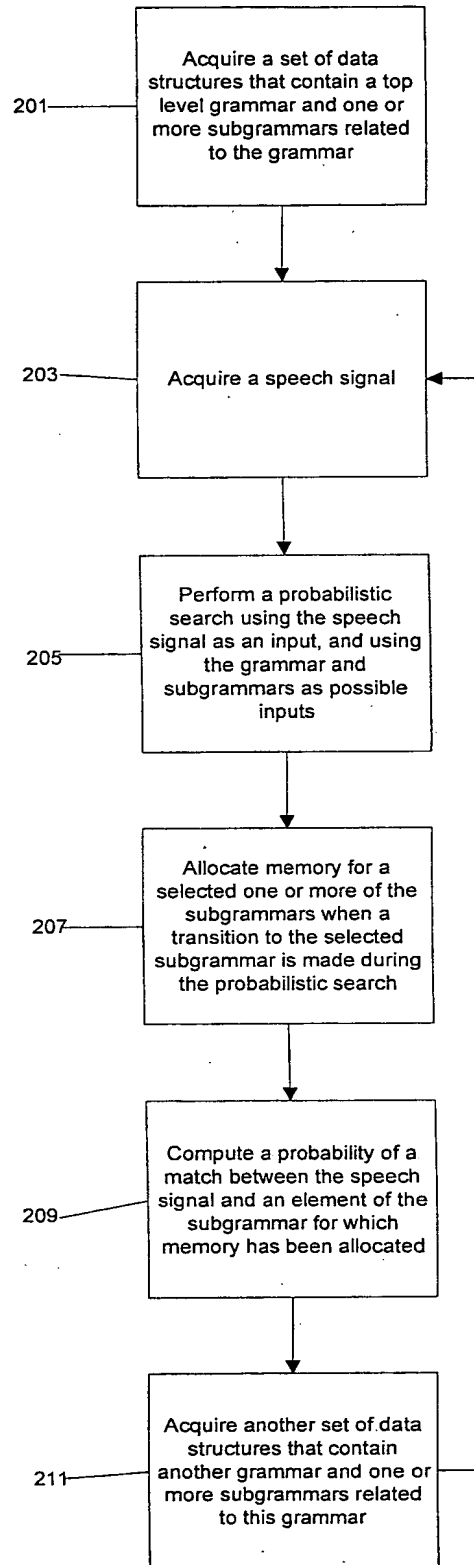 201
Acquire a set of data
structures that contain a top
level grammar and one or
more subgrammars related
to the grammar
203
Acquire a speech signal
205
Perform a probabilistic
search using the speech
signal as an input, and using
the grammar and
subgrammars as possible
inputs
207
Allocate memory for a
selected one or more of the
subgrammars when a
transition to the selected
subgrammar is made during
the probabilistic search
209
Compute a probability of a
match between the speech
signal and an element of the
subgrammar for which
memory has been allocated
211
Acquire another set of data
structures that contain
another grammar and one or
more subgrammars related
to this grammar